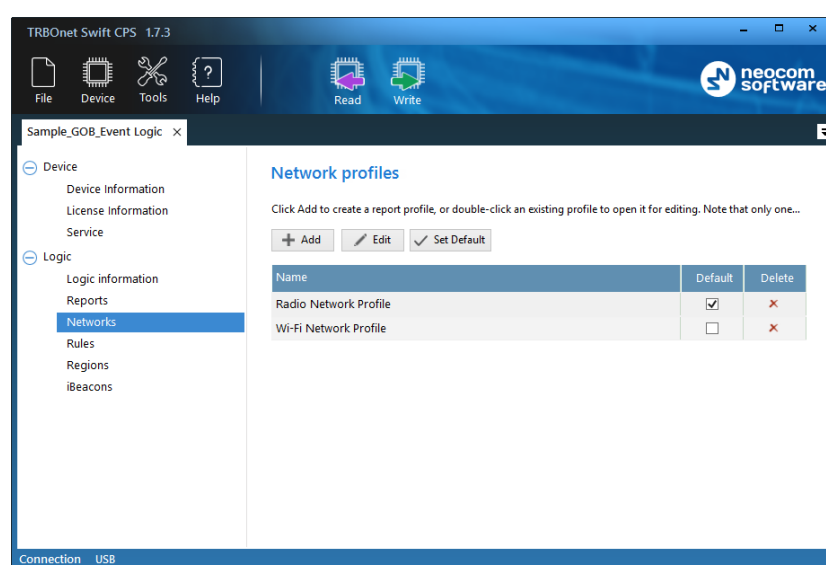 TRBOnet Swift CPS 1.7.3
File Device Tools Help Read Write
neocom
software
Sample_GOB_Event Logic
Device
Device Information
License Information
Service
Logic
Logic information
Reports
Networks
Rules
Regions
iBeacons
Network profiles
Click Add to create a report profile, or double-click an existing profile to open it for editing. Note that only one...
Add Edit Set Default
Name Default Delete
Radio Network Profile
Wi-Fi Network Profile
Connection USB